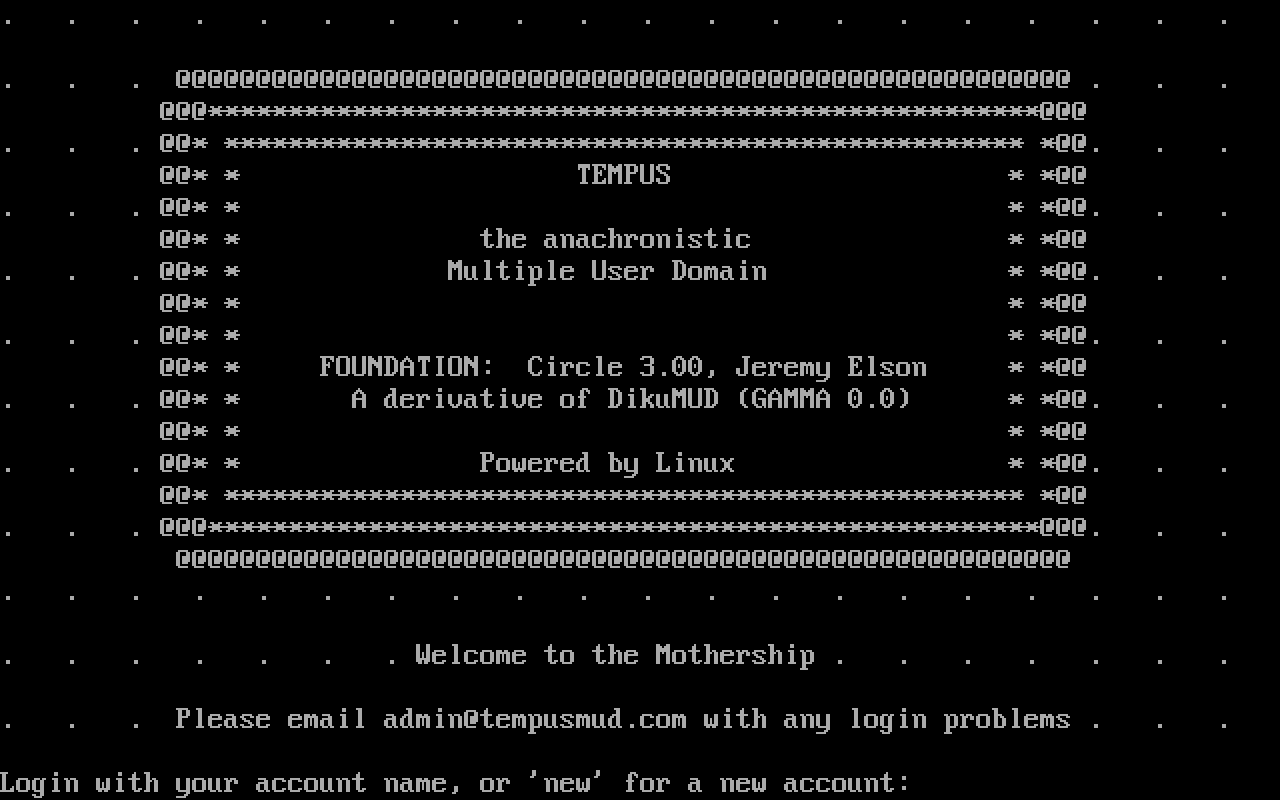 TEMPUS
the anachronistic
Multiple User Domain
FOUNDATION:  Circle 3.00, Jeremy Elson
A derivative of DikuMUD (GAMMA 0.0)
Powered by Linux
Welcome to the Mothership
Please email admin@tempusmud.com with any login problems
Login with your account name, or 'new' for a new account: